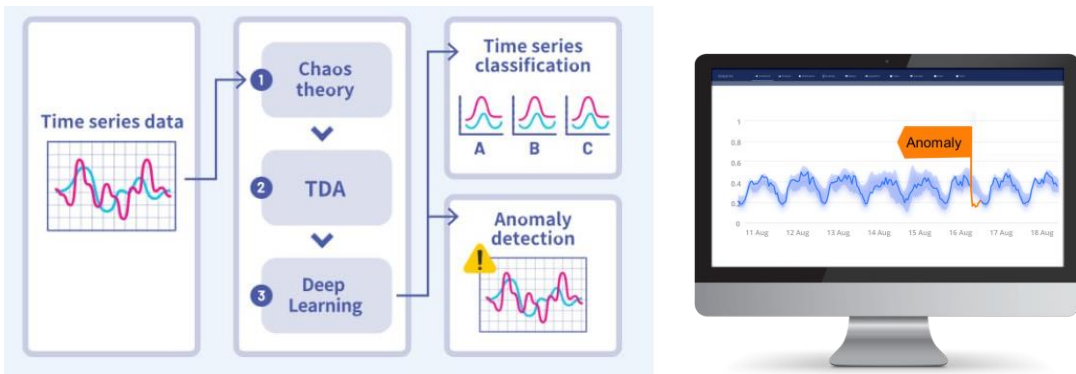 Time series data
1
Chaos
theory
2
TDA
3
Deep
Learning
Time series
classification
A
B
C
Anomaly
detection
!
Anomaly
1
0.8
0.6
0.4
0.2
0
11 Aug
12 Aug
13 Aug
14 Aug
15 Aug
16 Aug
17 Aug
18 Aug